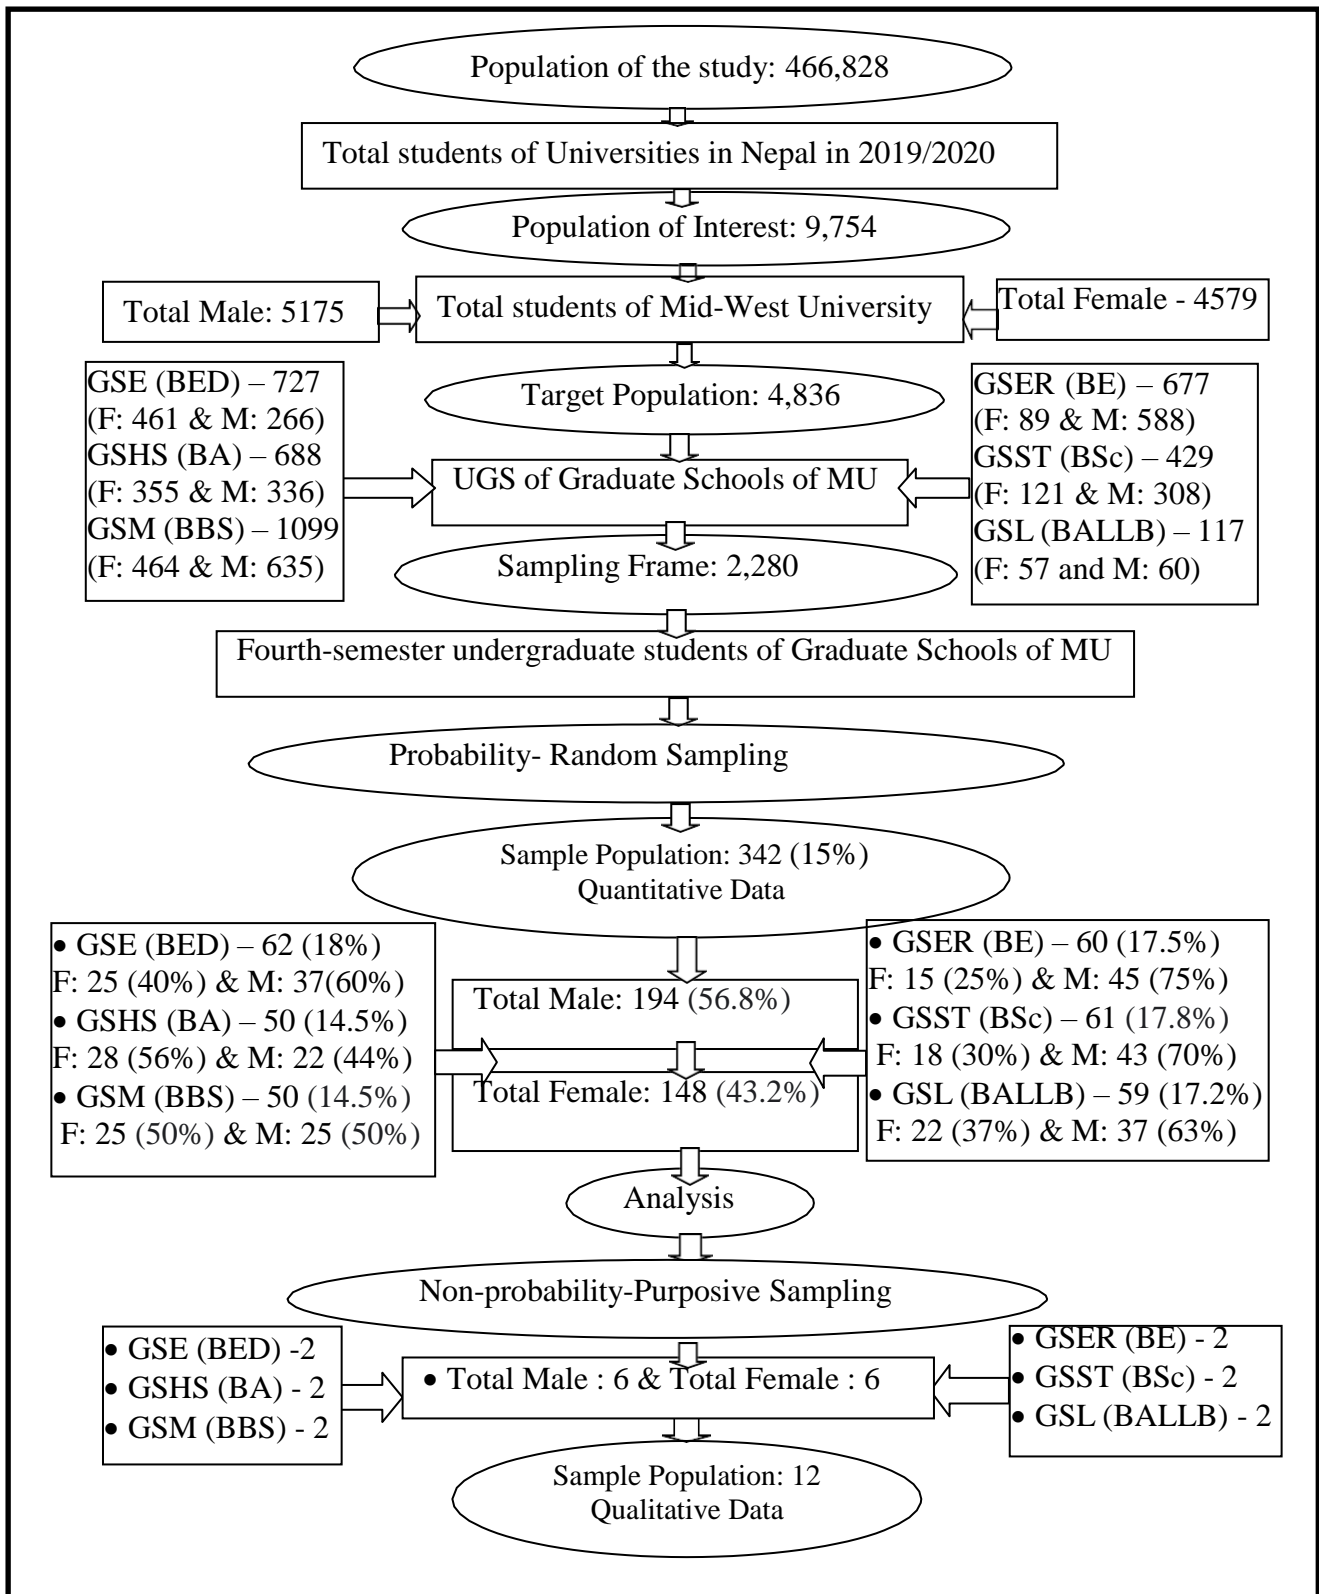 Population of the study: 466,828
Total students of Universities in Nepal in 2019/2020
Population of Interest: 9,754
Total Male: 5175
Total students of Mid-West University
Total Female - 4579
GSE (BED) – 727
(F: 461 & M: 266)
GSHS (BA) – 688
(F: 355 & M: 336)
GSM (BBS) – 1099
(F: 464 & M: 635)
Target Population: 4,836
UGS of Graduate Schools of MU
GSER (BE) – 677
(F: 89 & M: 588)
GSST (BSc) – 429
(F: 121 & M: 308)
GSL (BALLB) – 117
(F: 57 and M: 60)
Sampling Frame: 2,280
Fourth-semester undergraduate students of Graduate Schools of MU
Probability- Random Sampling
Sample Population: 342 (15%)
Quantitative Data
• GSE (BED) – 62 (18%)
F: 25 (40%) & M: 37(60%)
• GSHS (BA) – 50 (14.5%)
F: 28 (56%) & M: 22 (44%)
• GSM (BBS) – 50 (14.5%)
F: 25 (50%) & M: 25 (50%)
Total Male: 194 (56.8%)
Total Female: 148 (43.2%)
• GSER (BE) – 60 (17.5%)
F: 15 (25%) & M: 45 (75%)
• GSST (BSc) – 61 (17.8%)
F: 18 (30%) & M: 43 (70%)
• GSL (BALLB) – 59 (17.2%)
F: 22 (37%) & M: 37 (63%)
Analysis
Non-probability-Purposive Sampling
• GSE (BED) -2
• GSHS (BA) - 2
• GSM (BBS) - 2
• Total Male : 6 & Total Female : 6
• GSER (BE) - 2
• GSST (BSc) - 2
• GSL (BALLB) - 2
Sample Population: 12
Qualitative Data